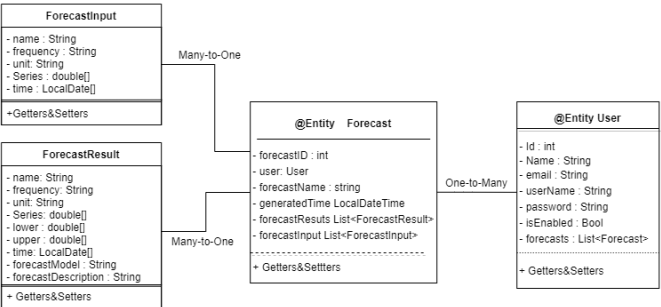 ForecastInput
- name : String
- frequency : String
- unit: String
- Series : double[]
- time : LocalDate[]
+Getters&Setters
Many-to-One
ForecastResult
- name: String
- frequency: String
- unit: String
- Series: double[]
- lower : double[]
- upper : double[]
- time: LocalDate[]
- forecastModel : String
- forecastDescription : String
+ Getters&Setters
Many-to-One
@Entity Forecast
- forecastID : int
- user: User
- forecastName : string
- generatedTime LocalDateTime
- forecastResuts List<ForecastResult>
- forecastInput List<ForecastInput>
+ Getters&Settters
One-to-Many
@Entity User
- Id : int
- Name : String
- email : String
- userName : String
- password : String
- isEnabled : Bool
- forecasts : List<Forecast>
+ Getters&Setters